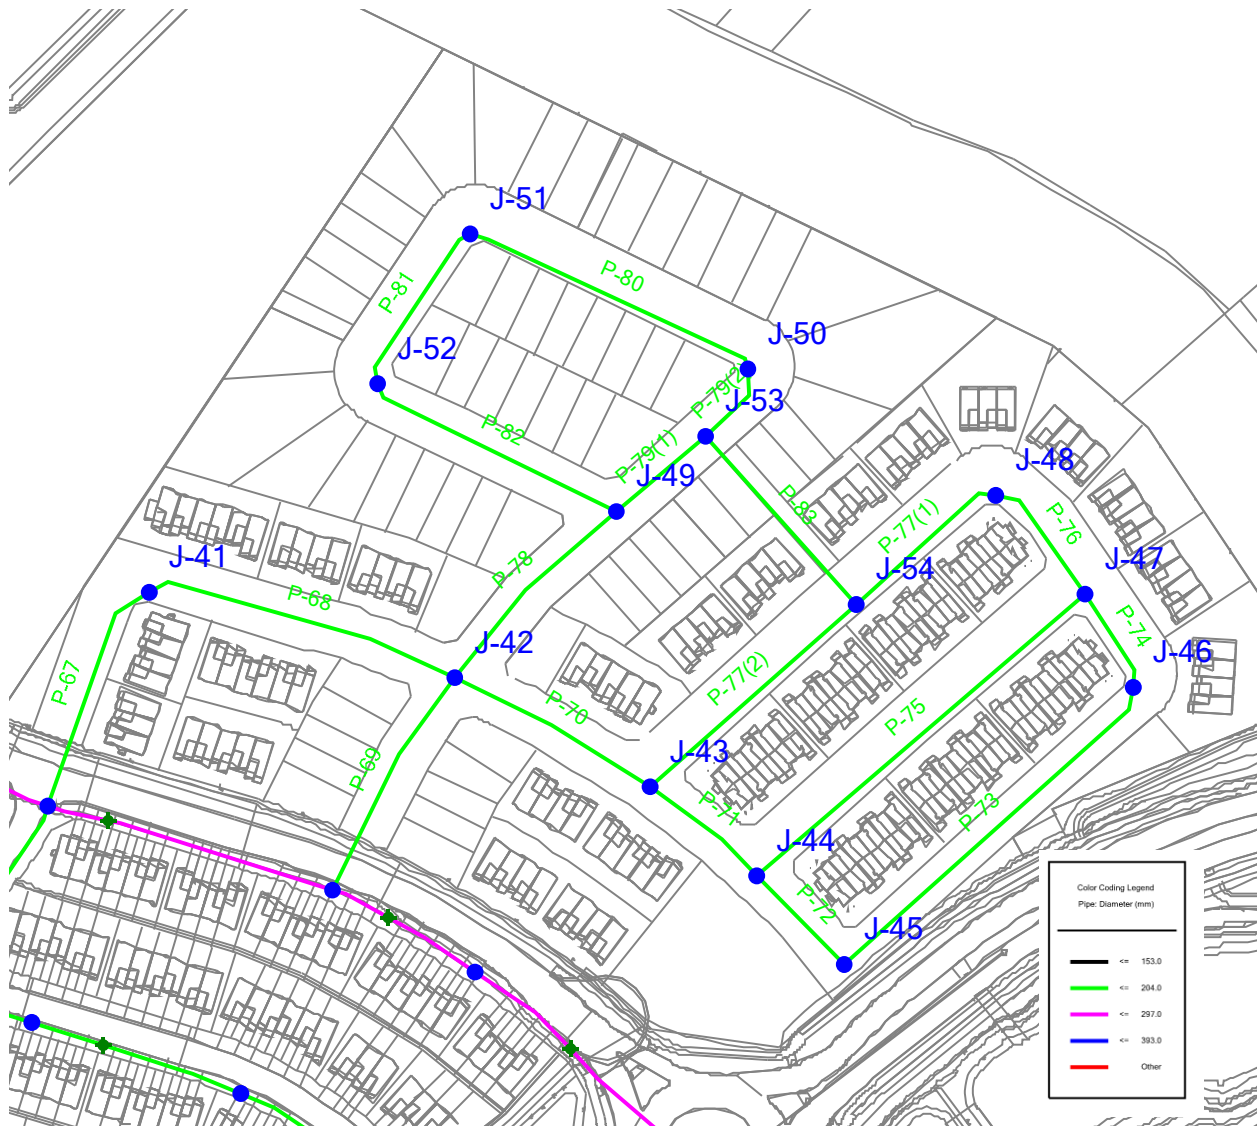 J-51
P-80
P-81
J-50
J-52
P-79(2)
J-53
P-82
P-79(1)
J-49
J-48
P-83
P-77(1)
P-76
J-41
P-78
J-54
J-47
P-68
P-74
J-42
J-46
P-67
P-77(2)
P-70
P-75
P-69
J-43
P-71
P-73
J-44
P-72
J-45
Color Coding Legend
Pipe: Diameter (mm)
<= 153.0
<= 204.0
<= 297.0
<= 393.0
Other